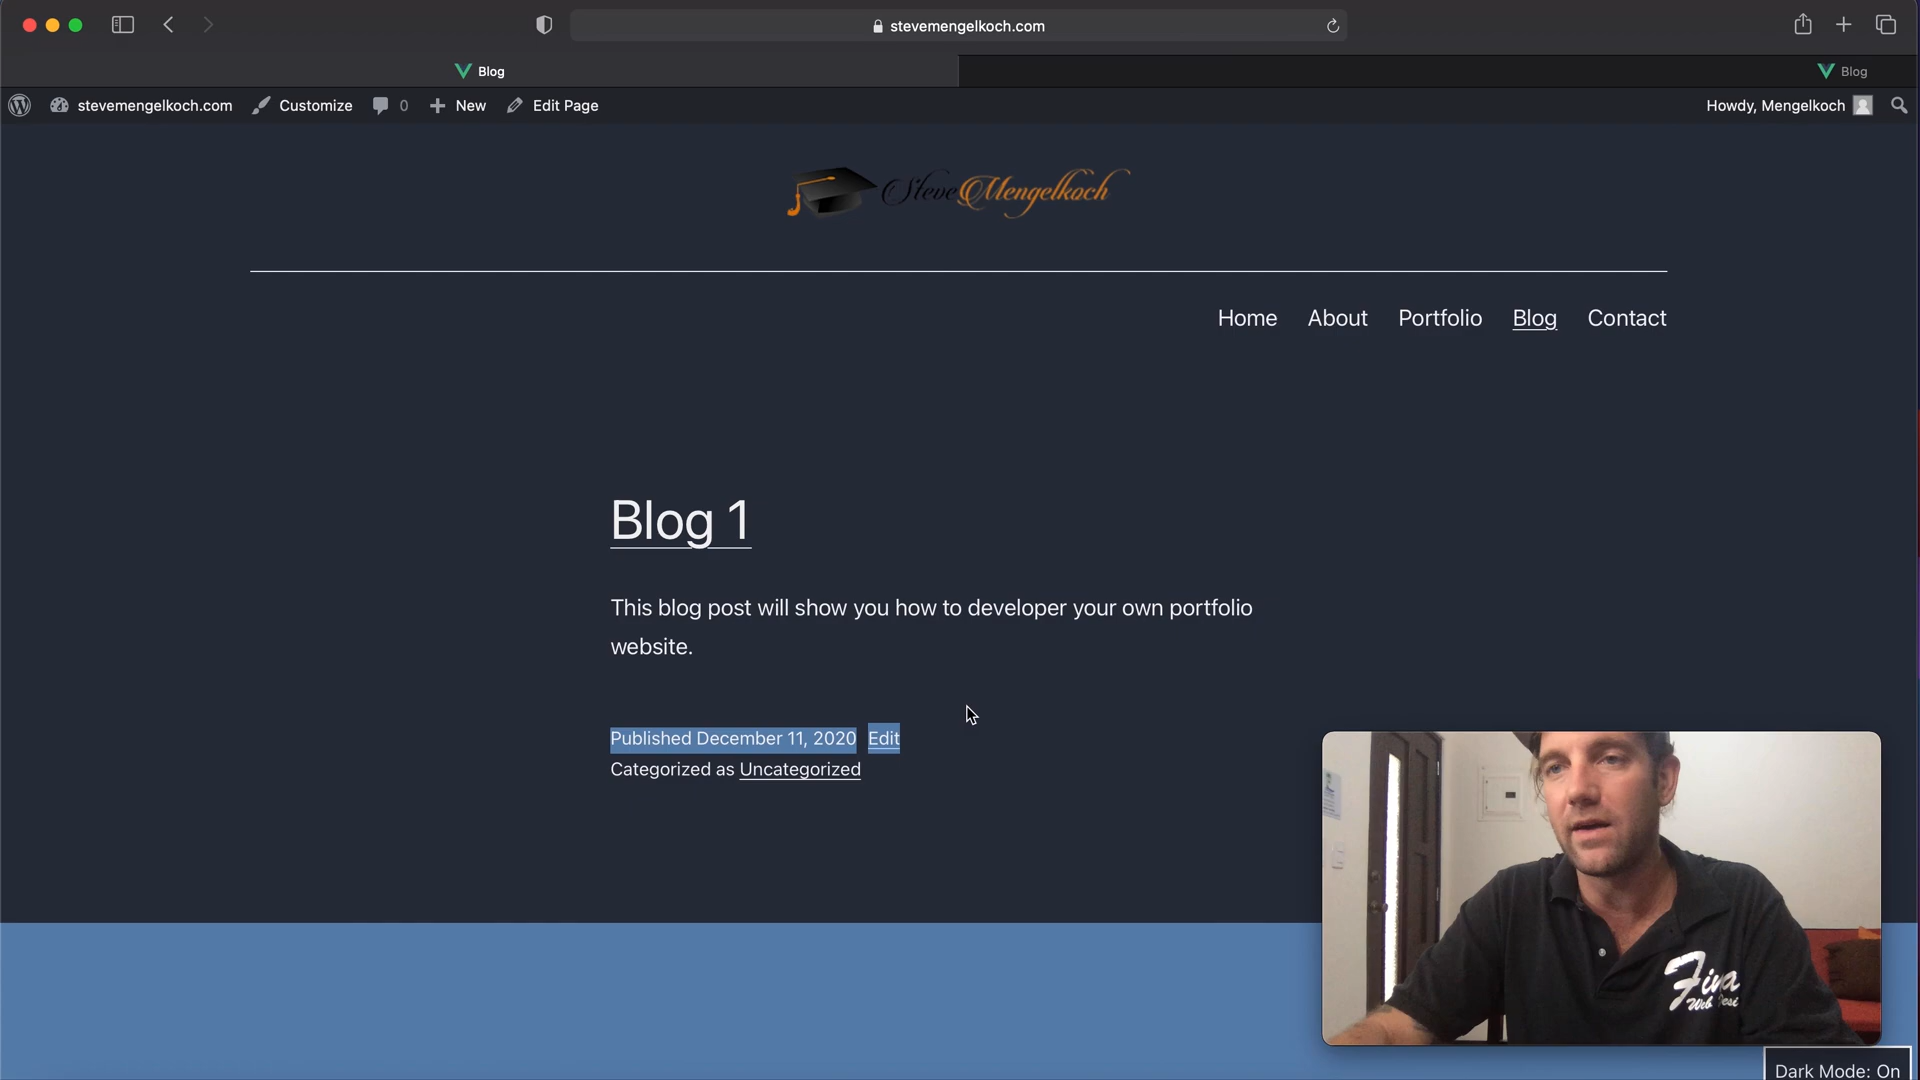 stevemengelkoch.com
Blog
Blog
stevemengelkoch.com Customize 0 New Edit Page
Howdy, Mengelkoch
Steve Mengelkoch
Home About Portfolio Blog Contact
Blog 1
This blog post will show you how to developer your own portfolio
website.
Published December 11, 2020 Edit
Categorized as Uncategorized
Web
Dark Mode: On